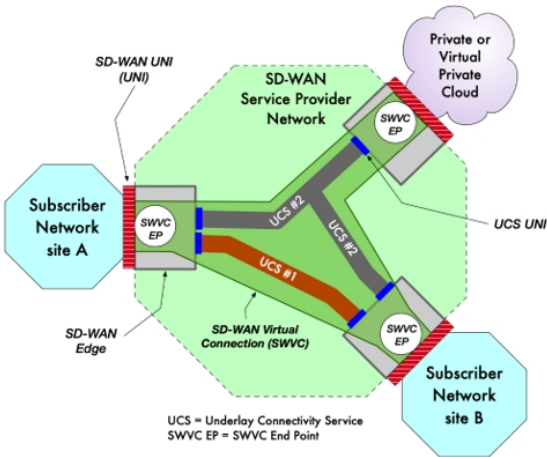 SD-WAN UNI
(UNI)
SD-WAN
Service Provider
Network
Private or
Virtual
Private
Cloud
SWVC
EP
UCS UNI
Subscriber
Network
site A
SWVC
EP
UCS #2
UCS #2
UCS #1
SD-WAN
Edge
SD-WAN Virtual
Connection (SWVC)
SWVC
EP
Subscriber
Network
site B
UCS = Underlay Connectivity Service
SWVC EP = SWVC End Point